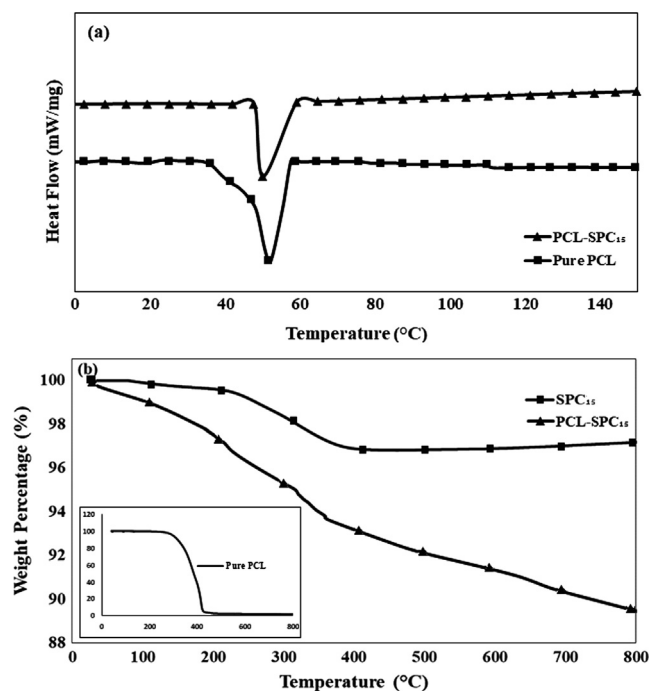 (a)
Heat Flow (mW/mg)
PCL-SPC₁₅
Pure PCL
0 20 40 60 80 100 120 140
Temperature (°C)
(b)
Weight Percentage (%)
100
98
96
94
92
90
88
SPC₁₅
PCL-SPC₁₅
120
100
80
60
40
20
0
Pure PCL
0 200 400 600 800
0 100 200 300 400 500 600 700 800
Temperature (°C)